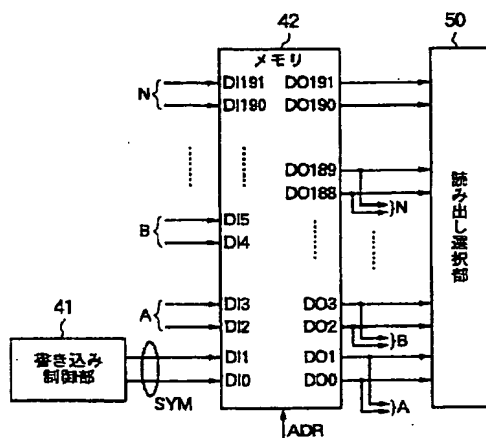 42
50
メモリ
N{ DI191 DO191
DI190 DO190
DO189
DO188 }N
B{ DI5
DI4
A{ DI3 DO3
DI2 DO2 }B
41
書き込み
制御部
DI1 DO1
DI0 DO0 }A
SYM
ADR
読み出し選択部